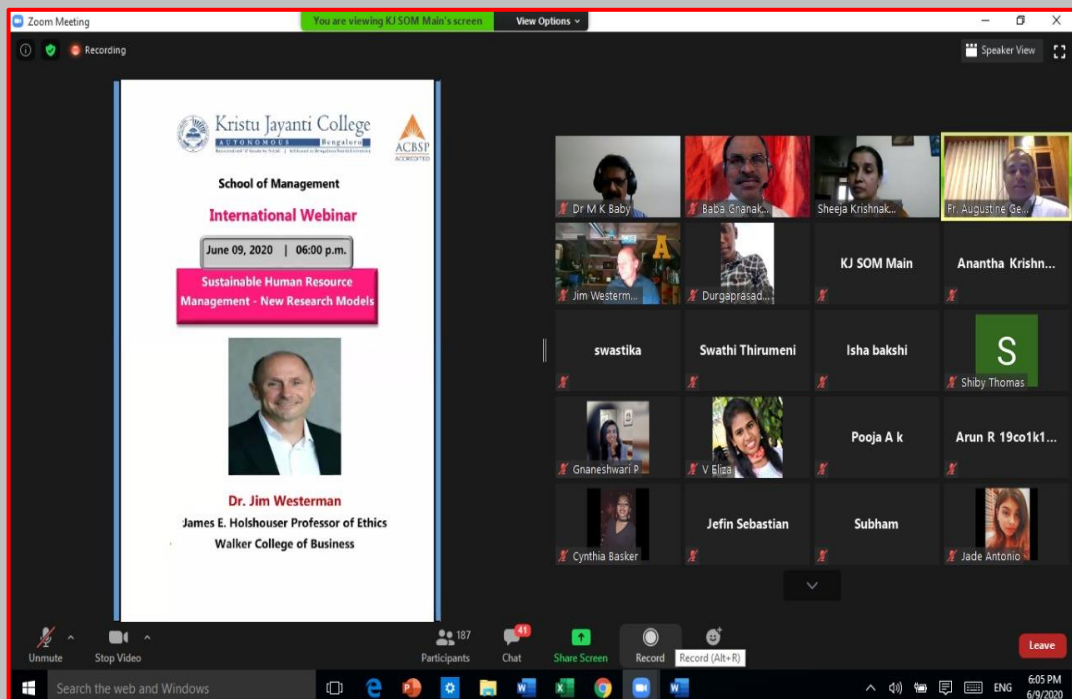 Zoom Meeting
You are viewing KJ SOM Main's screen
View Options
Recording
Speaker View
Kristu Jayanti College
AUTONOMOUS Bengaluru
ACBSP
ACCREDITED
School of Management
International Webinar
June 09, 2020 | 06:00 p.m.
Sustainable Human Resource
Management - New Research Models
Dr. Jim Westerman
James E. Holshouser Professor of Ethics
Walker College of Business
Dr M K Baby
Baba Gnanak...
Sheeja Krishnak...
Fr. Augustine Ge...
A
Jim Westerm...
Durgaprasad...
KJ SOM Main
Anantha Krishn...
swastika
Swathi Thirumeni
Isha bakshi
S
Shiby Thomas
Gnaneshwari P
V Eliza
Pooja A k
Arun R 19co1k1...
Cynthia Basker
Jefin Sebastian
Subham
Jade Antonio
Unmute
Stop Video
187
Participants
41
Chat
Share Screen
Record
Record (Alt+R)
Leave
Search the web and Windows
ENG
6:05 PM
6/9/2020